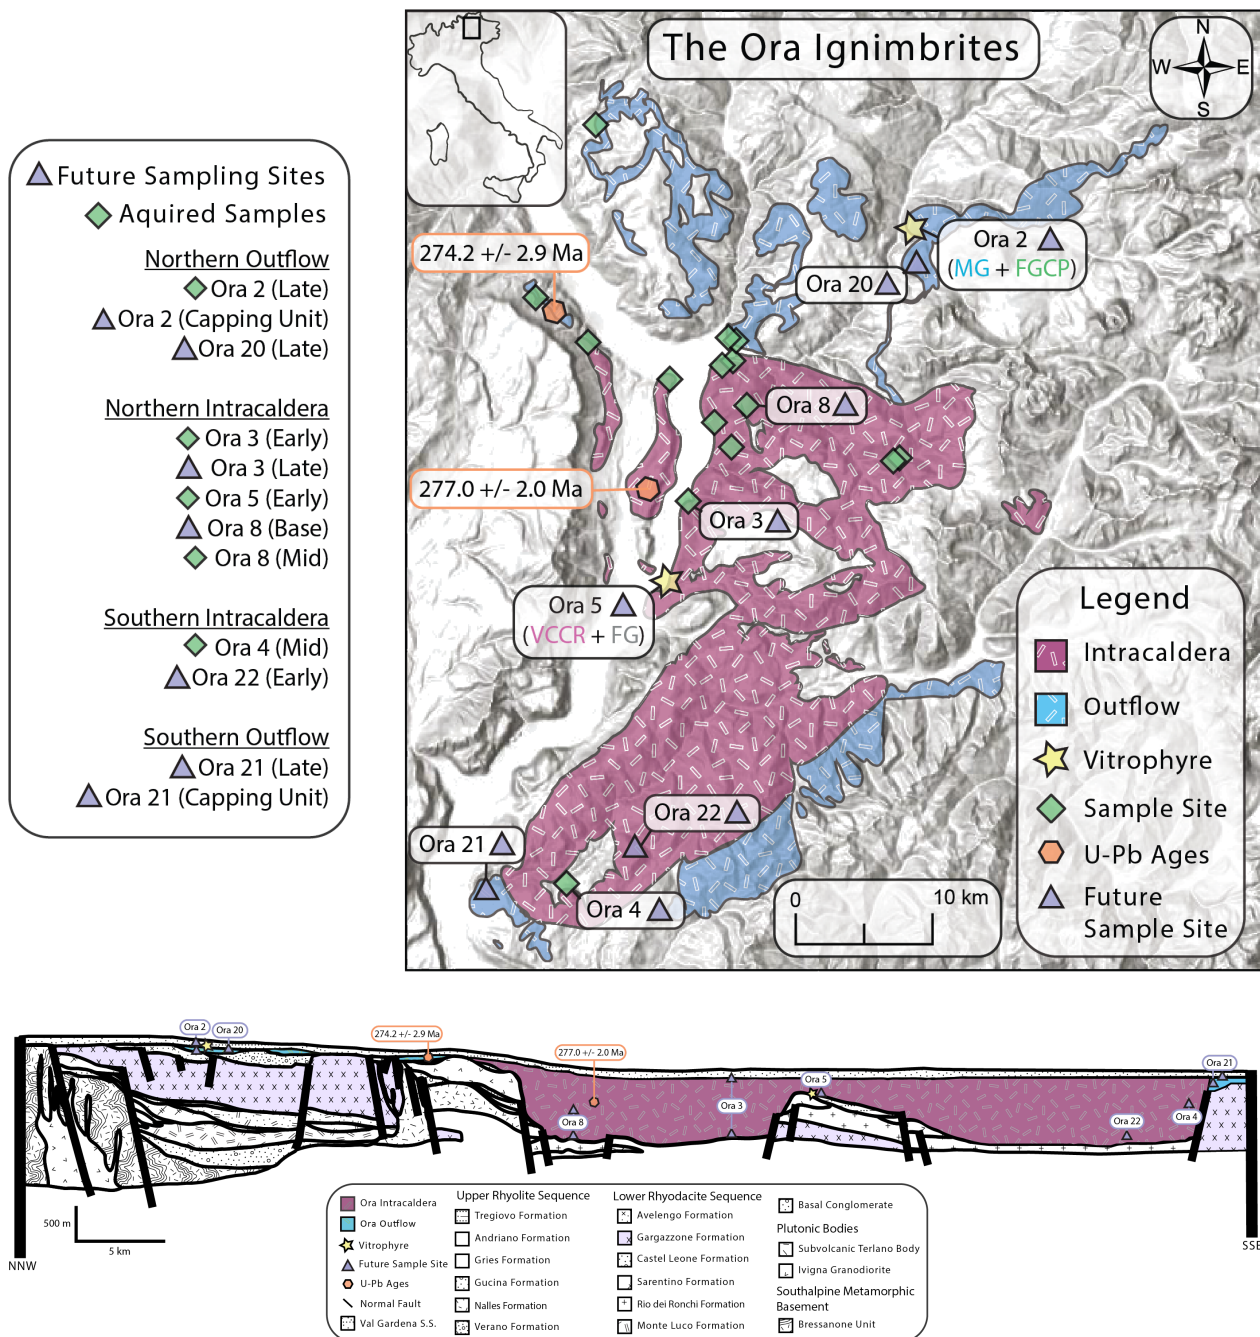 The Ora Ignimbrites
N
W
E
S
Future Sampling Sites
Aquired Samples
Northern Outflow
Ora 2 (Late)
Ora 2 (Capping Unit)
Ora 20 (Late)
Northern Intracaldera
Ora 3 (Early)
Ora 3 (Late)
Ora 5 (Early)
Ora 8 (Base)
Ora 8 (Mid)
Southern Intracaldera
Ora 4 (Mid)
Ora 22 (Early)
Southern Outflow
Ora 21 (Late)
Ora 21 (Capping Unit)
274.2 +/- 2.9 Ma
Ora 2
(MG + FGCP)
Ora 20
Ora 8
277.0 +/- 2.0 Ma
Ora 3
Ora 5
(VCCR + FG)
Ora 22
Ora 21
Ora 4
0
10 km
Legend
Intracaldera
Outflow
Vitrophyre
Sample Site
U-Pb Ages
Future
Sample Site
Ora 2
Ora 20
274.2 +/- 2.9 Ma
277.0 +/- 2.0 Ma
Ora 8
Ora 3
Ora 5
Ora 22
Ora 4
Ora 21
500 m
5 km
NNW
SSE
Ora Intracaldera
Ora Outflow
Vitrophyre
Future Sample Site
U-Pb Ages
Normal Fault
Val Gardena S.S.
Upper Rhyolite Sequence
Tregiovo Formation
Andriano Formation
Gries Formation
Gucina Formation
Nalles Formation
Verano Formation
Lower Rhyodacite Sequence
Avelengo Formation
Gargazzone Formation
Castel Leone Formation
Sarentino Formation
Rio dei Ronchi Formation
Monte Luco Formation
Basal Conglomerate
Plutonic Bodies
Subvolcanic Terlano Body
Ivigna Granodiorite
Southalpine Metamorphic
Basement
Bressanone Unit